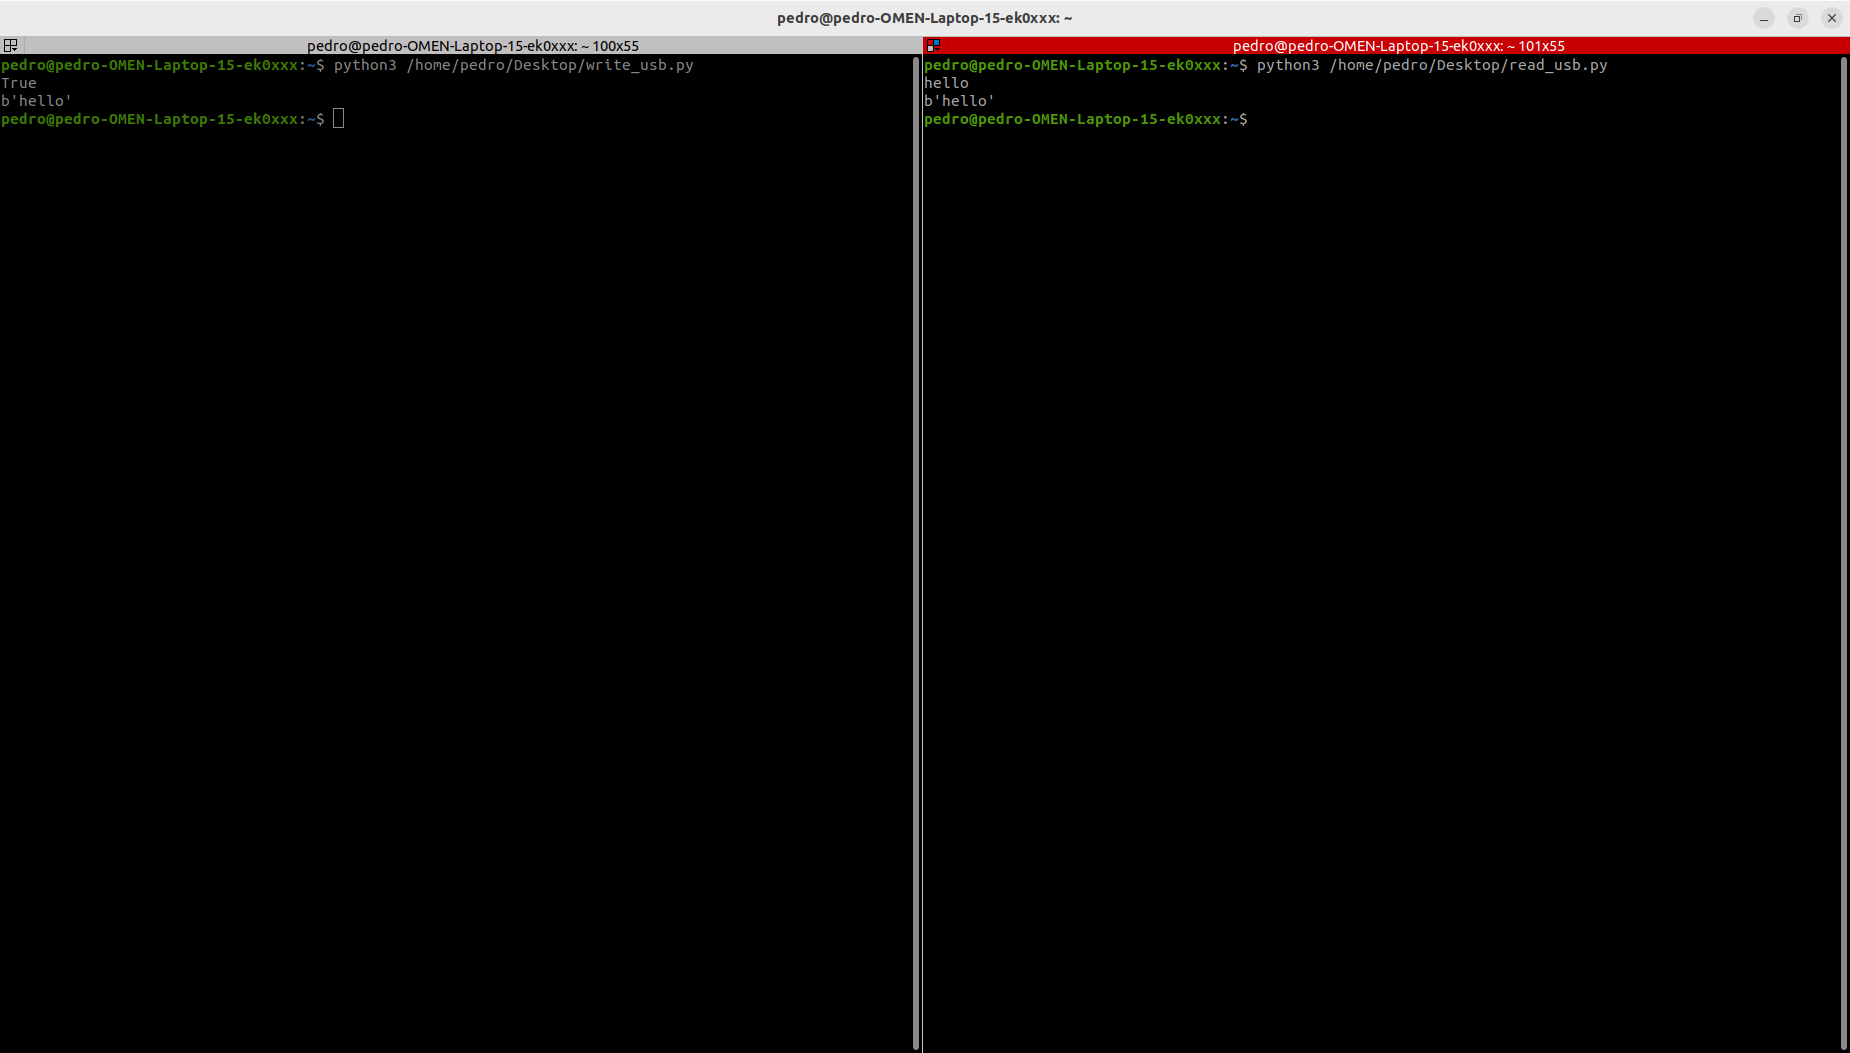 pedro@pedro-OMEN-Laptop-15-ek0xxx: ~
pedro@pedro-OMEN-Laptop-15-ek0xxx: ~ 100x55
pedro@pedro-OMEN-Laptop-15-ek0xxx:~$ python3 /home/pedro/Desktop/write_usb.py
True
b'hello'
pedro@pedro-OMEN-Laptop-15-ek0xxx:~$
pedro@pedro-OMEN-Laptop-15-ek0xxx: ~ 101x55
pedro@pedro-OMEN-Laptop-15-ek0xxx:~$ python3 /home/pedro/Desktop/read_usb.py
hello
b'hello'
pedro@pedro-OMEN-Laptop-15-ek0xxx:~$